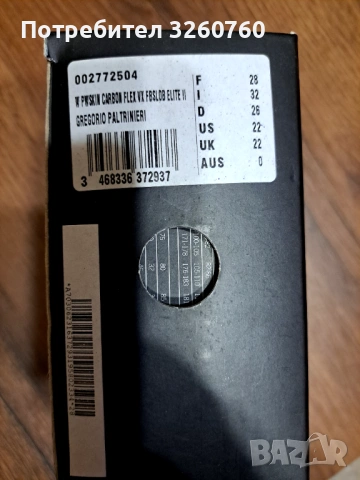 Потребител 3260760
002772504
W PWSKIN CARBON FLEX VX FBSLOB ELITE W
GREGORIO PALTRINIERI
3 468336 372937
F 28
I 32
D 26
US 22
UK 22
AUS 0
BAZAR